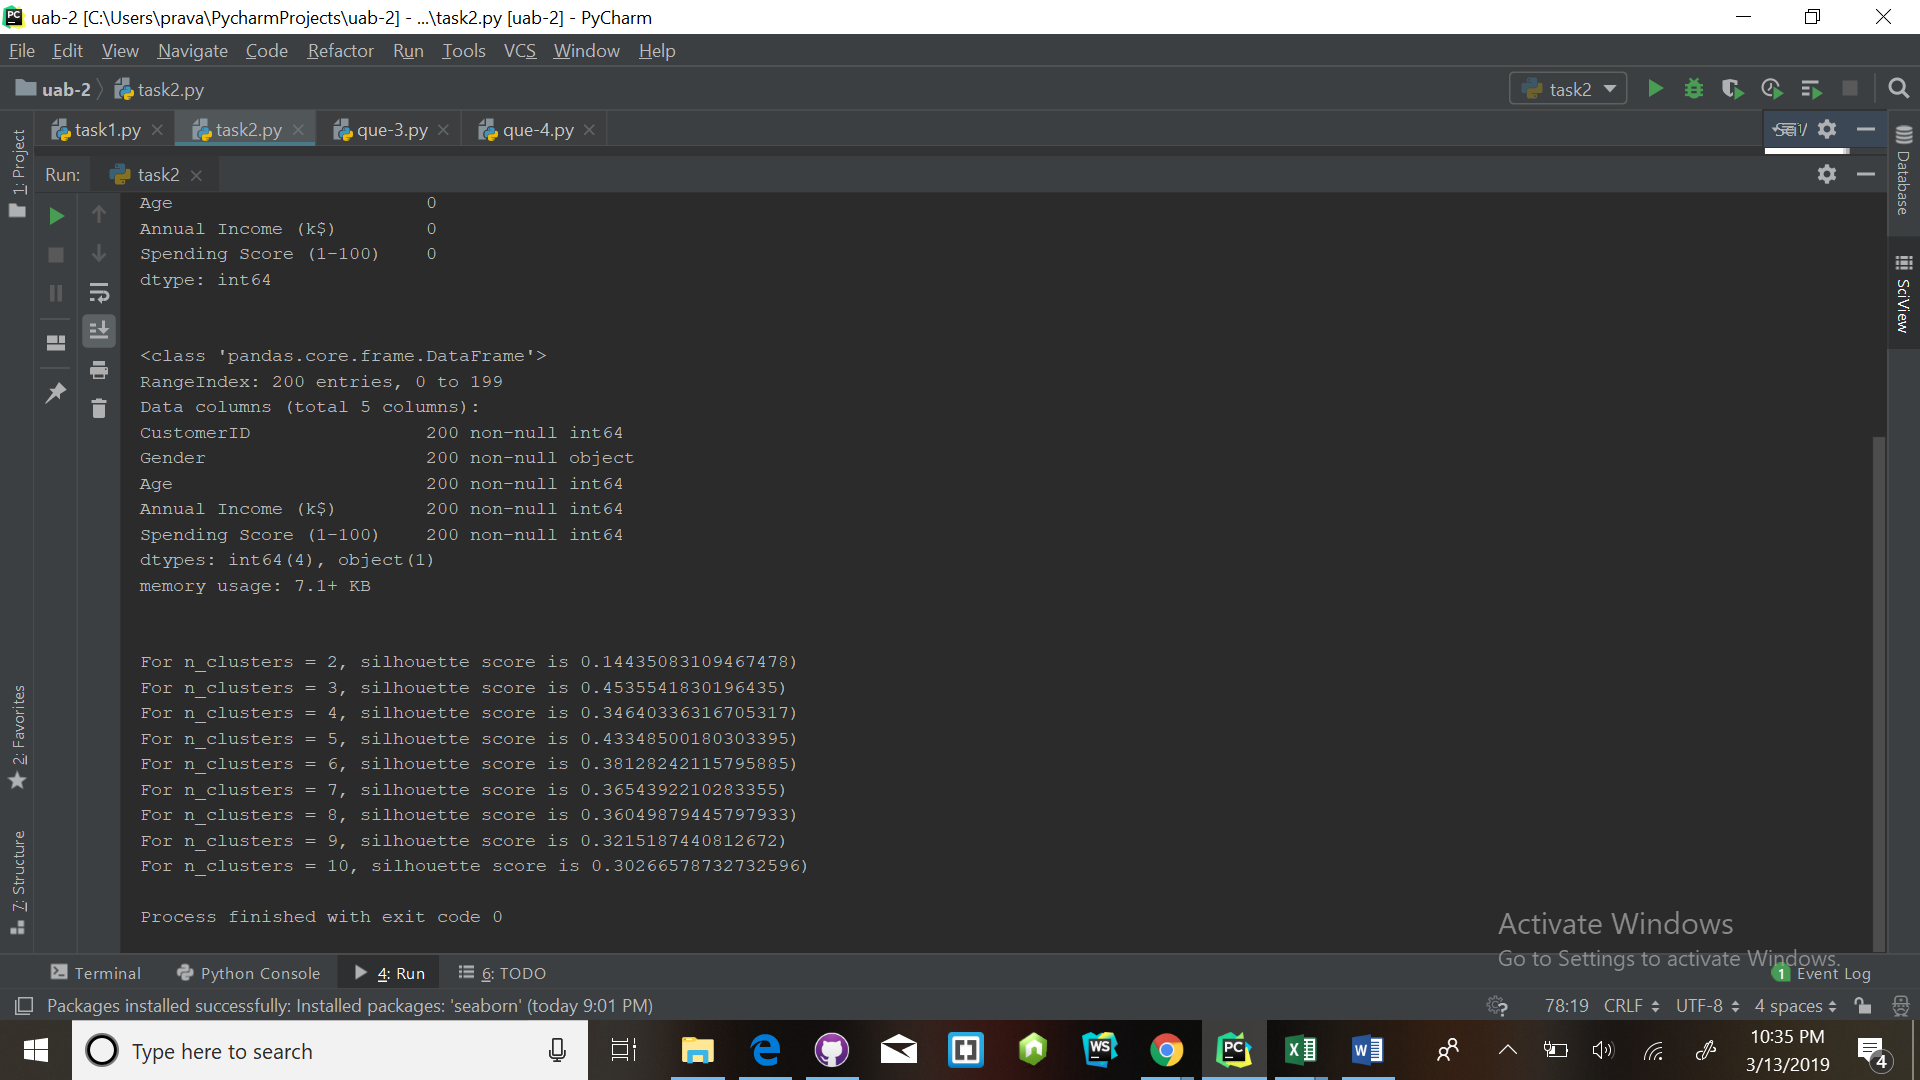 uab-2 [C:\Users\prava\PycharmProjects\uab-2] - ...\task2.py [uab-2] - PyCharm
File Edit View Navigate Code Refactor Run Tools VCS Window Help
uab-2 task2.py task2
task1.py task2.py que-3.py que-4.py
Run: task2
1: Project
Database
SciView
2: Favorites
7: Structure
Age 0
Annual Income (k$) 0
Spending Score (1-100) 0
dtype: int64
<class 'pandas.core.frame.DataFrame'>
RangeIndex: 200 entries, 0 to 199
Data columns (total 5 columns):
CustomerID 200 non-null int64
Gender 200 non-null object
Age 200 non-null int64
Annual Income (k$) 200 non-null int64
Spending Score (1-100) 200 non-null int64
dtypes: int64(4), object(1)
memory usage: 7.1+ KB
For n_clusters = 2, silhouette score is 0.14435083109467478)
For n_clusters = 3, silhouette score is 0.4535541830196435)
For n_clusters = 4, silhouette score is 0.34640336316705317)
For n_clusters = 5, silhouette score is 0.43348500180303395)
For n_clusters = 6, silhouette score is 0.38128242115795885)
For n_clusters = 7, silhouette score is 0.3654392210283355)
For n_clusters = 8, silhouette score is 0.36049879445797933)
For n_clusters = 9, silhouette score is 0.3215187440812672)
For n_clusters = 10, silhouette score is 0.30266578732732596)
Process finished with exit code 0
Activate Windows
Go to Settings to activate Windows.
Terminal Python Console 4: Run 6: TODO 1 Event Log
Packages installed successfully: Installed packages: 'seaborn' (today 9:01 PM) 78:19 CRLF UTF-8 4 spaces
Type here to search
10:35 PM
3/13/2019
4